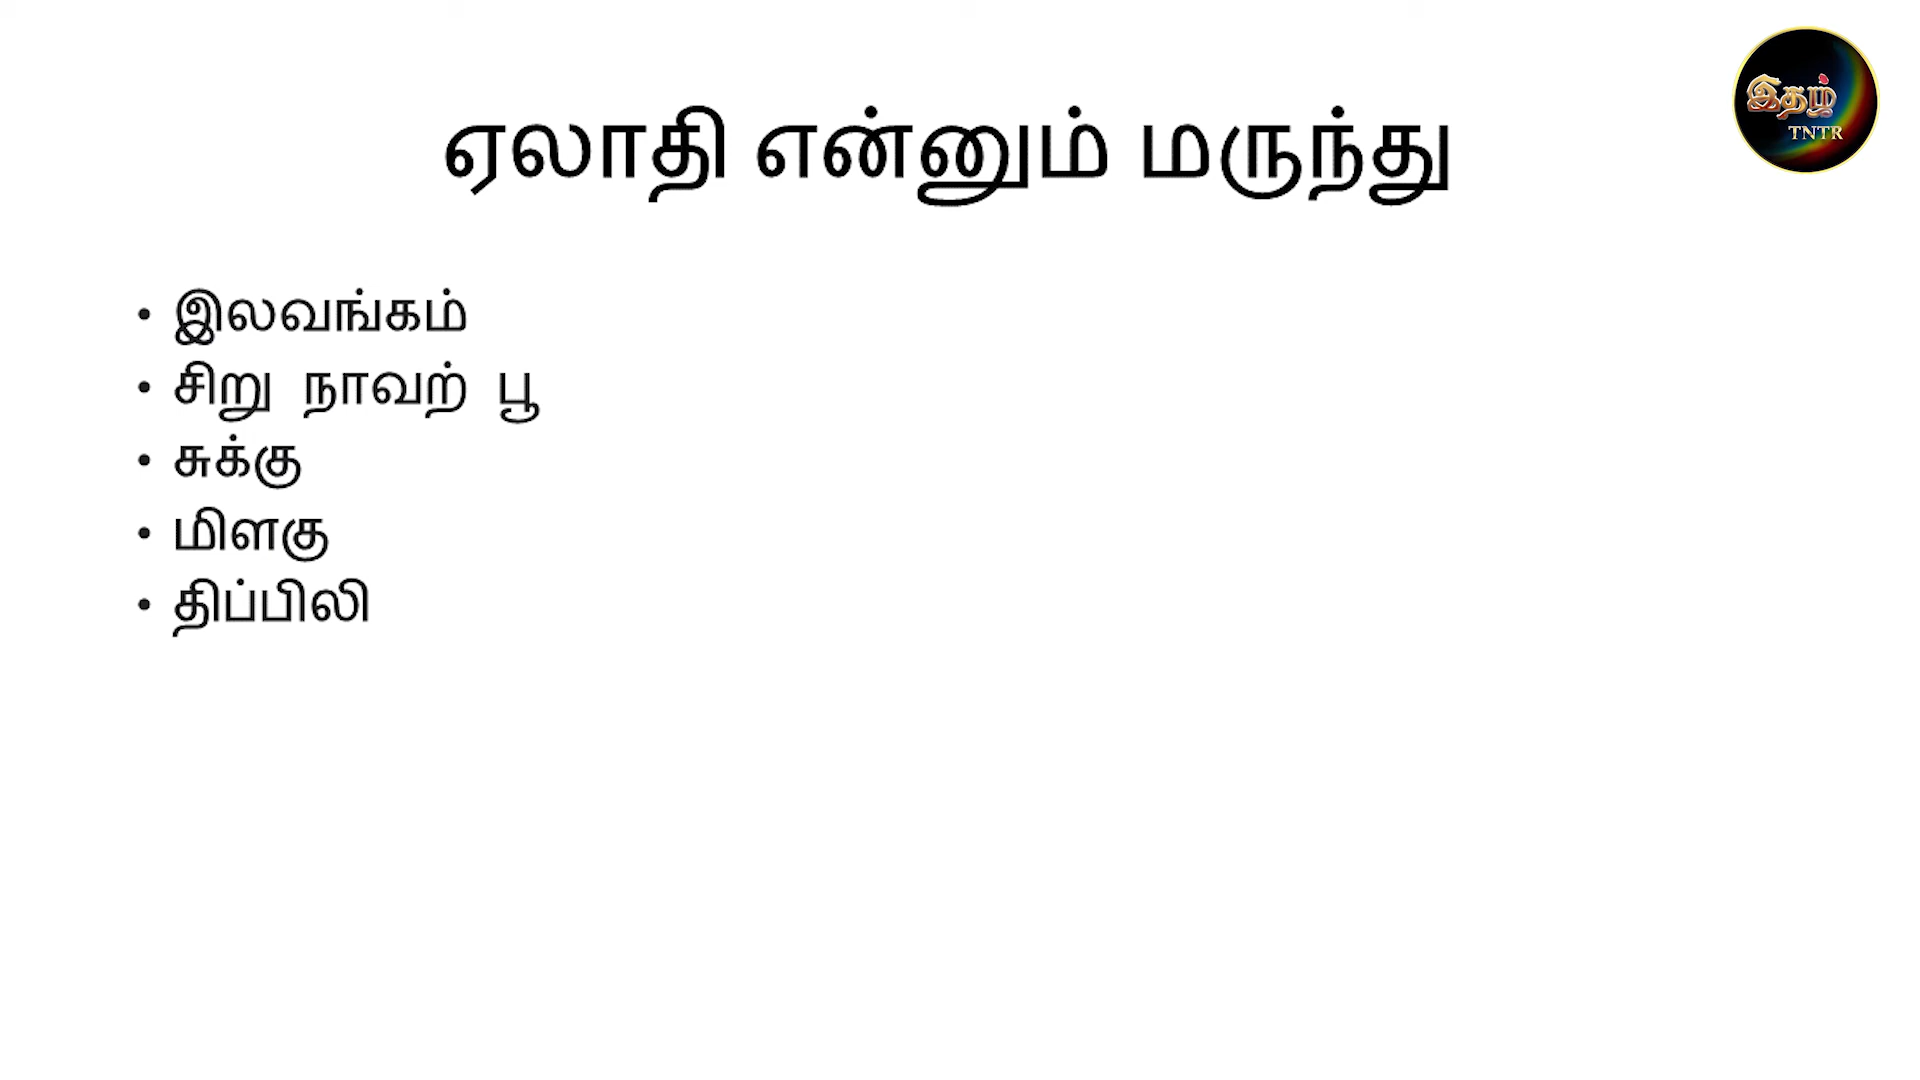 இதழ்
TNTR
ஏலாதி என்னும் மருந்து
• இலவங்கம்
• சிறு நாவற் பூ
• சுக்கு
• மிளகு
• திப்பிலி